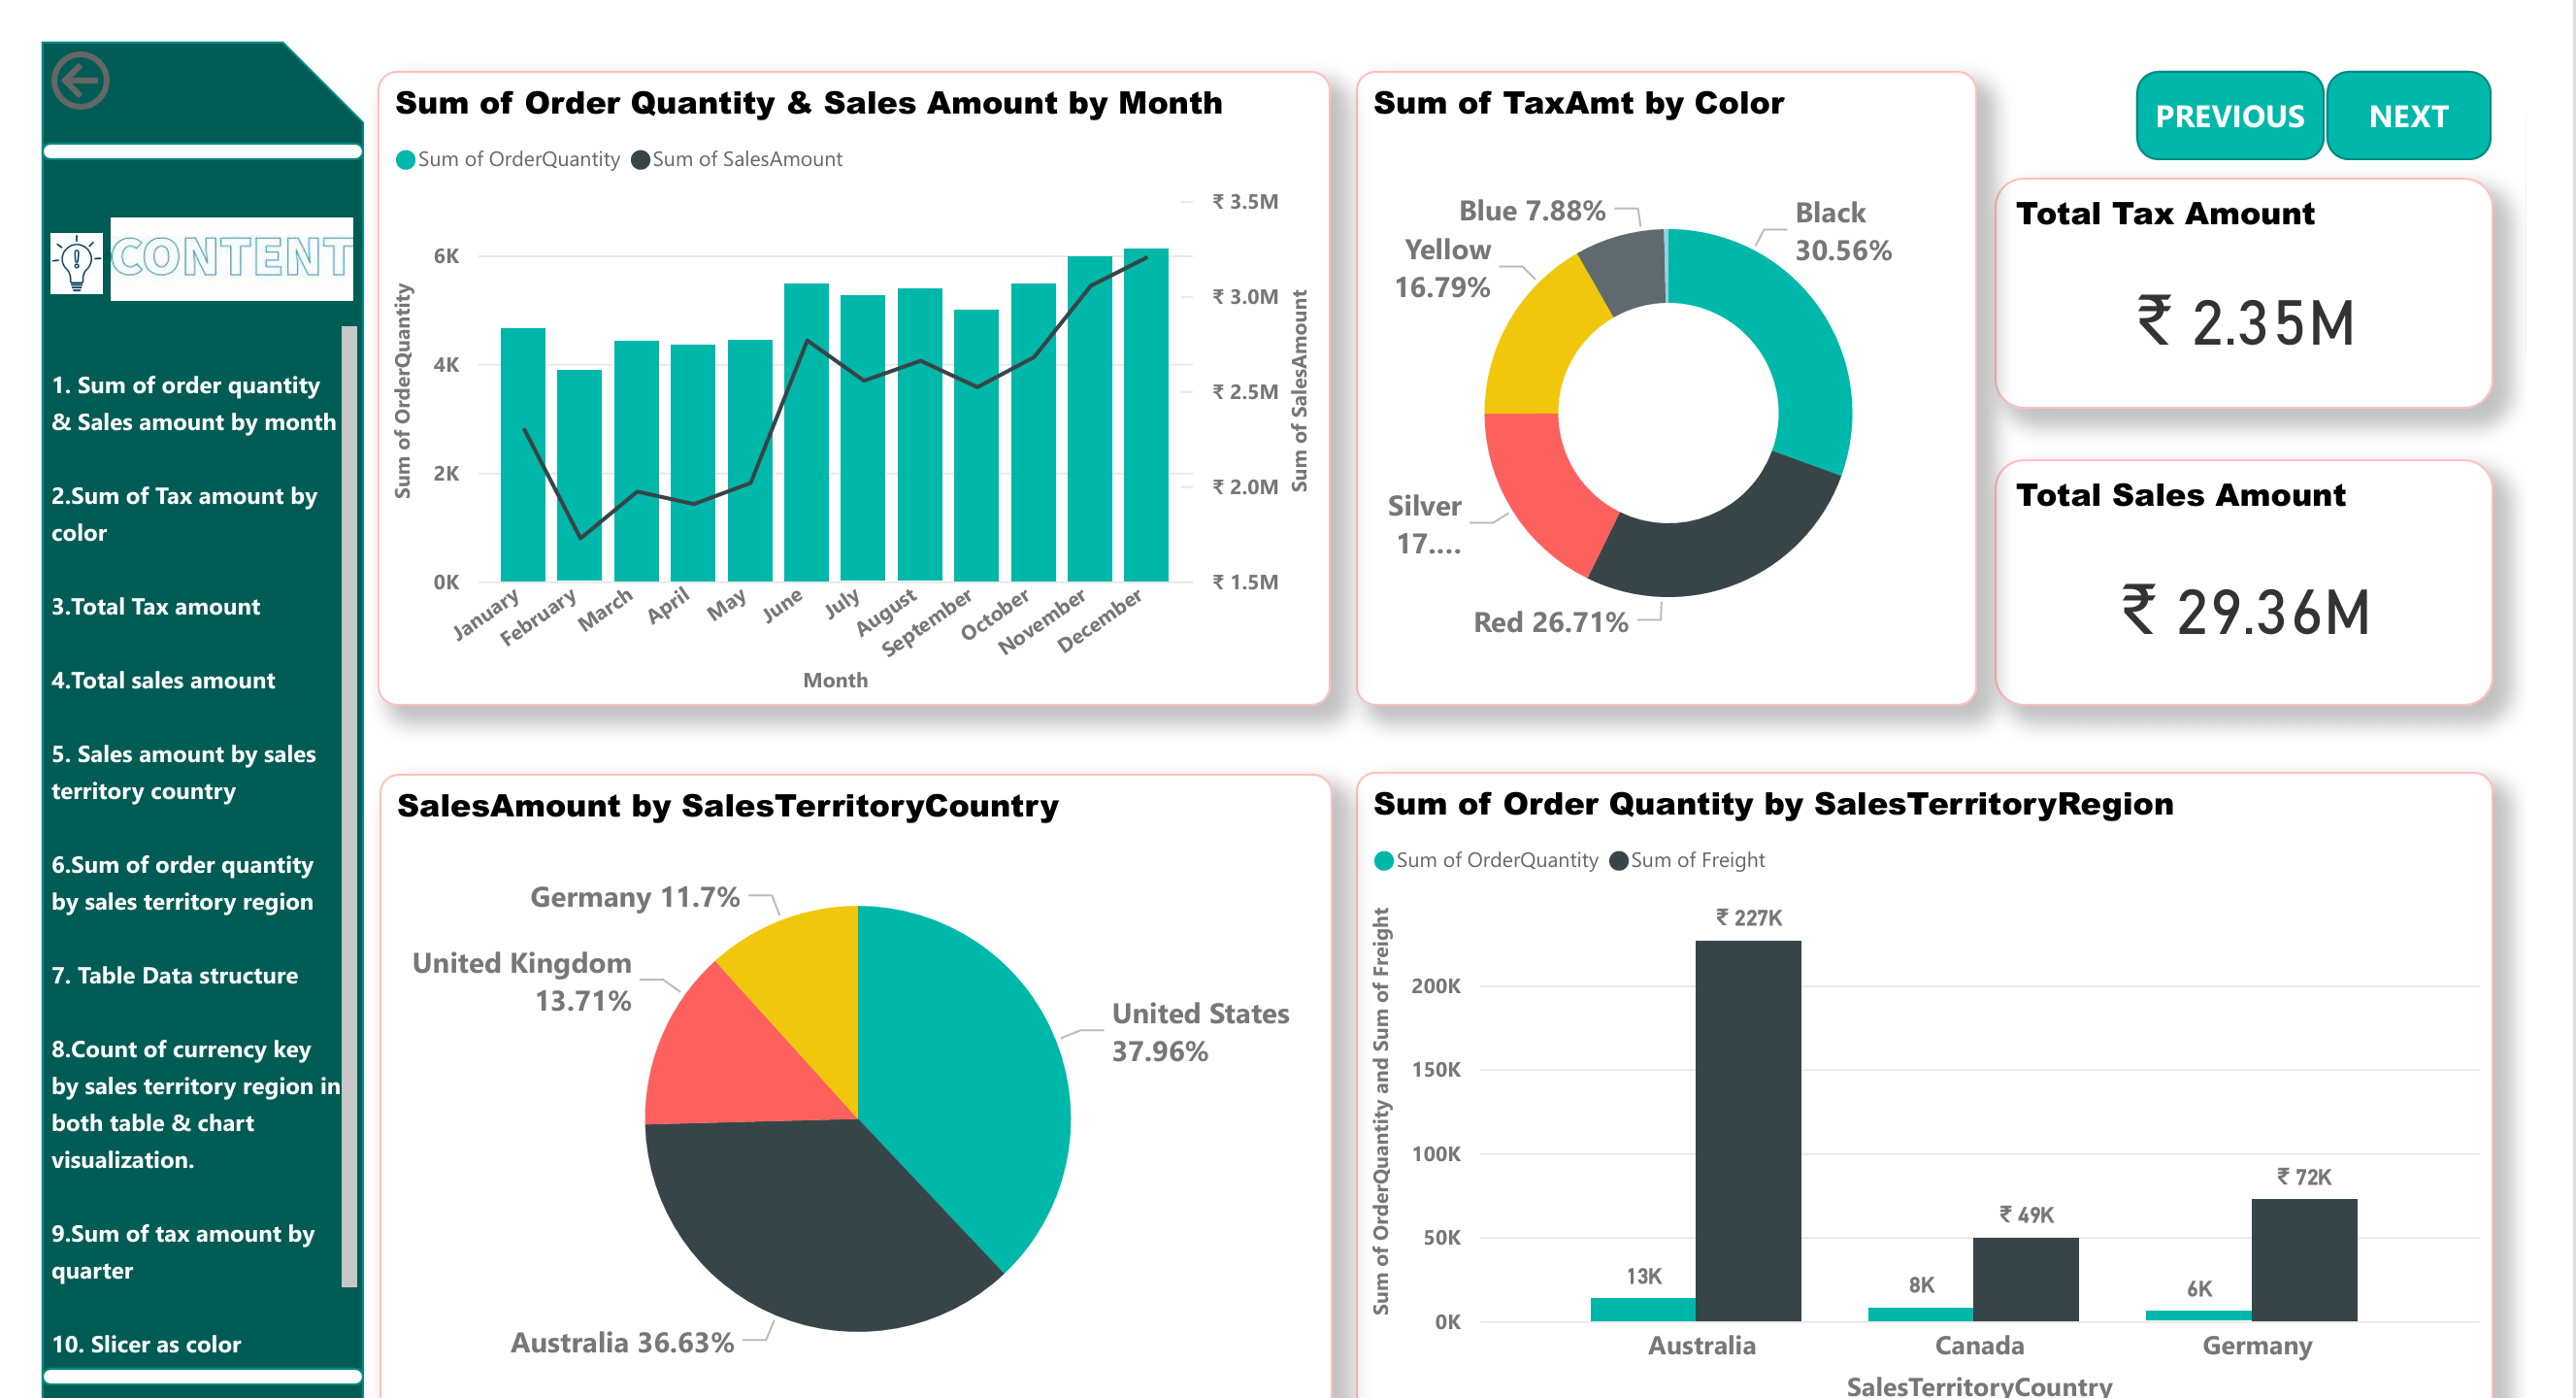 CONTENT
1. Sum of order quantity
& Sales amount by month
2.Sum of Tax amount by
color
3.Total Tax amount
4.Total sales amount
5. Sales amount by sales
territory country
6.Sum of order quantity
by sales territory region
7. Table Data structure
8.Count of currency key
by sales territory region in
both table & chart
visualization.
9.Sum of tax amount by
quarter
10. Slicer as color
Sum of Order Quantity & Sales Amount by Month
Sum of OrderQuantity Sum of SalesAmount
Sum of OrderQuantity
6K
4K
2K
0K
₹ 3.5M
₹ 3.0M
₹ 2.5M
₹ 2.0M
₹ 1.5M
Sum of SalesAmount
January
February
March
April
May
June
July
August
September
October
November
December
Month
Sum of TaxAmt by Color
Blue 7.88%
Black
30.56%
Yellow
16.79%
Silver
17....
Red 26.71%
PREVIOUS
NEXT
Total Tax Amount
₹ 2.35M
Total Sales Amount
₹ 29.36M
SalesAmount by SalesTerritoryCountry
Germany 11.7%
United Kingdom
13.71%
United States
37.96%
Australia 36.63%
Sum of Order Quantity by SalesTerritoryRegion
Sum of OrderQuantity Sum of Freight
Sum of OrderQuantity and Sum of Freight
200K
150K
100K
50K
0K
₹ 227K
13K
₹ 49K
8K
₹ 72K
6K
Australia
Canada
Germany
SalesTerritoryCountry